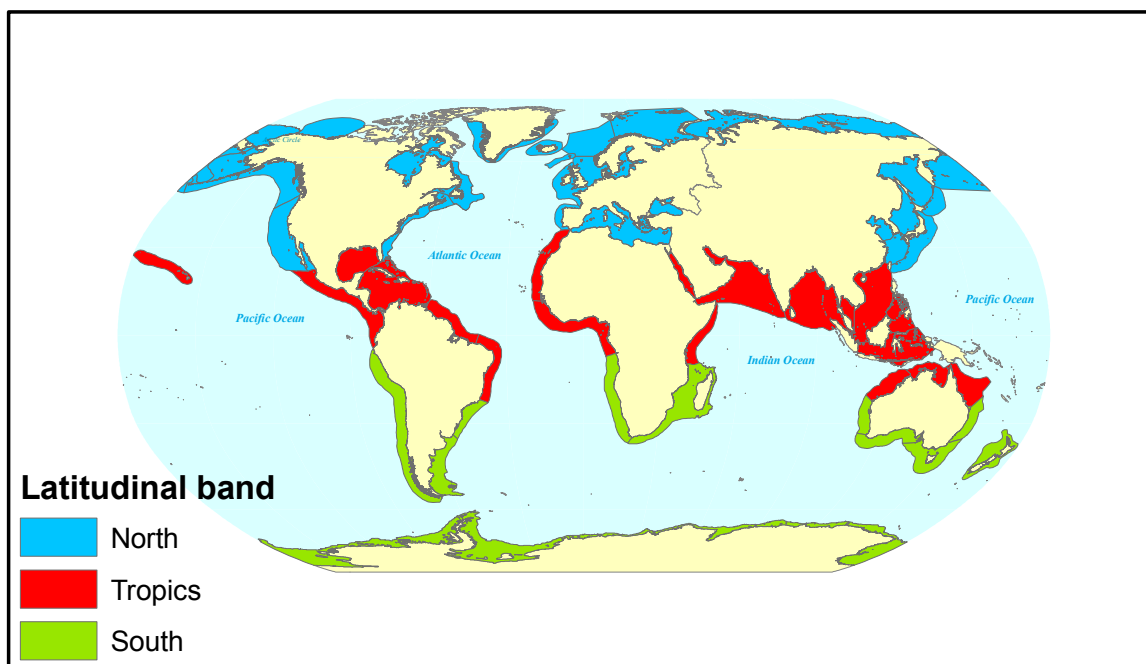 Circle
Atlantic Ocean
Pacific Ocean
Pacific Ocean
Indian Ocean
Latitudinal band
North
Tropics
South